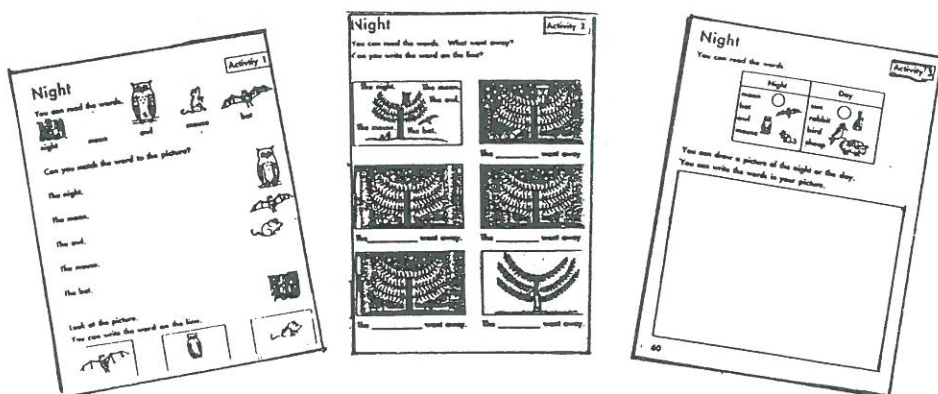 Night
Activity 1
You can read the words.
night moon owl mouse bat
Can you match the word to the picture?
The night.
The moon.
The owl.
The mouse.
The bat.
Look at the picture.
You can write the word on the line.
Night
Activity 2
You can read the words. What went away?
Can you write the word on the line?
The night. The moon.
The owl.
The mouse. The bat.
The ________ went away
The ________ went away.
The ________ went away
The ________ went away.
The ________ went away.
Night
Activity 3
You can read the words
Night Day
moon sun
bat rabbit
owl bird
mouse sheep
You can draw a picture of the night or the day.
You can write the words in your picture.
60